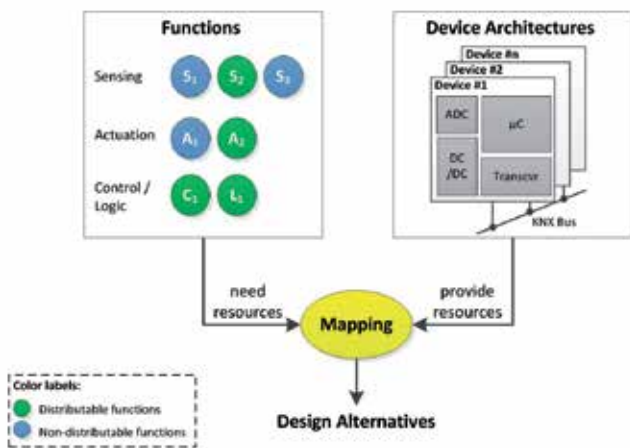 Functions
Sensing
S1
S2
S3
Actuation
A1
A2
Control /
Logic
C1
L1
Device Architectures
Device #n
Device #2
Device #1
ADC
µC
DC
/DC
Transcvr
KNX Bus
need
resources
provide
resources
Mapping
Design Alternatives
Color labels:
Distributable functions
Non-distributable functions